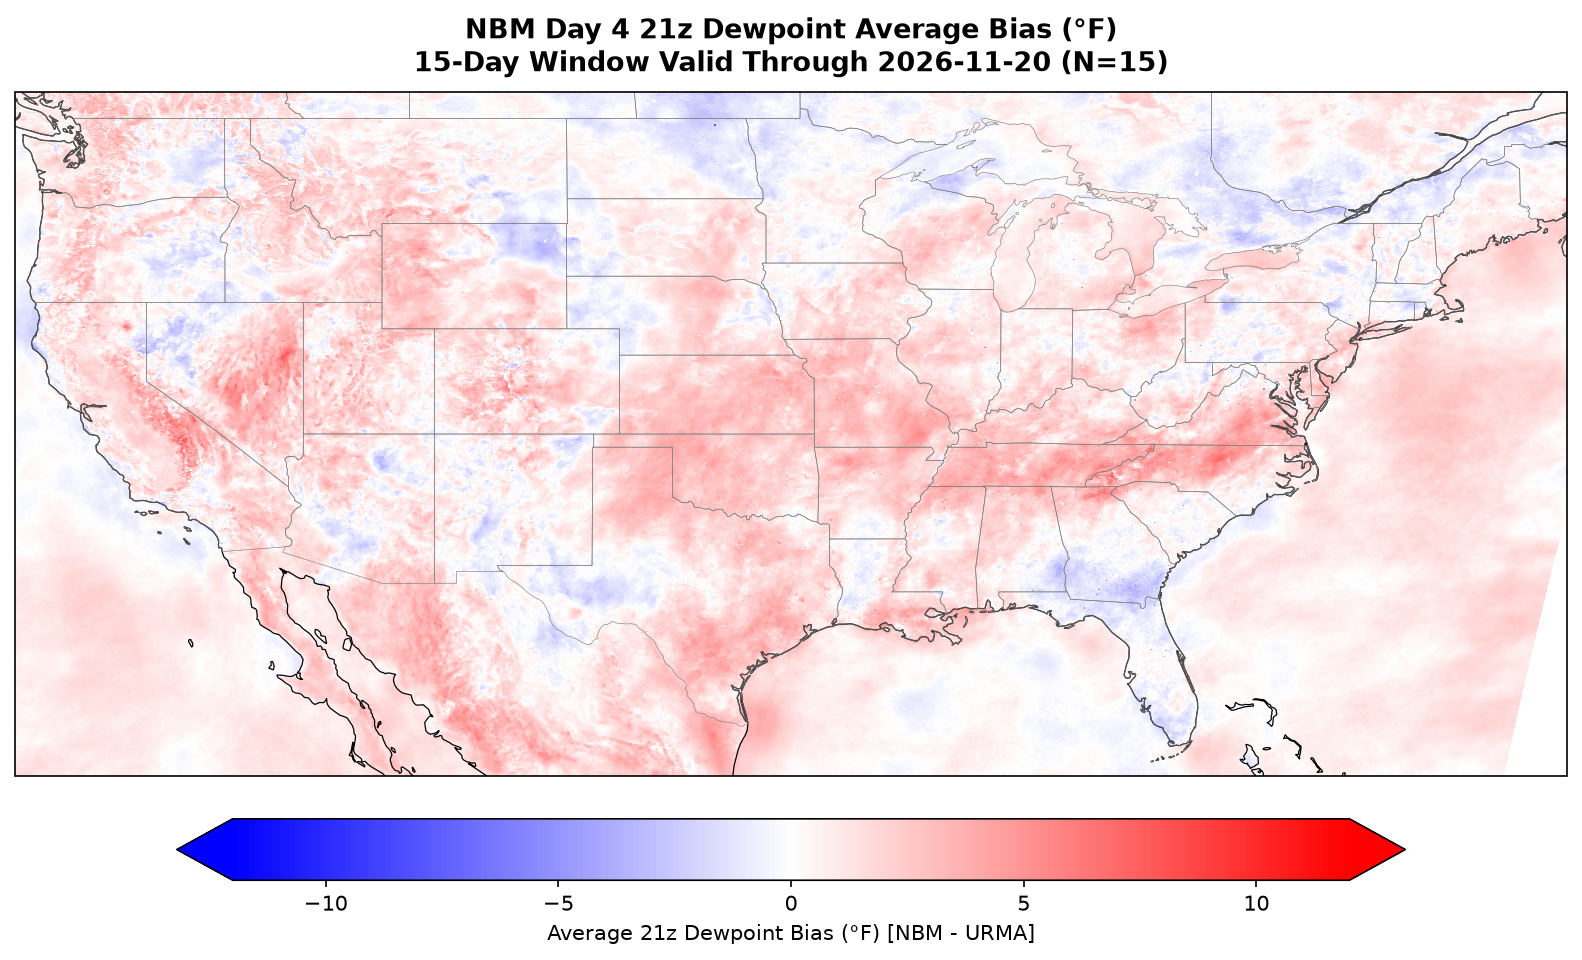 NBM Day 4 21z Dewpoint Average Bias (°F)
15-Day Window Valid Through 2026-11-20 (N=15)
−10 −5 0 5 10
Average 21z Dewpoint Bias (°F) [NBM - URMA]